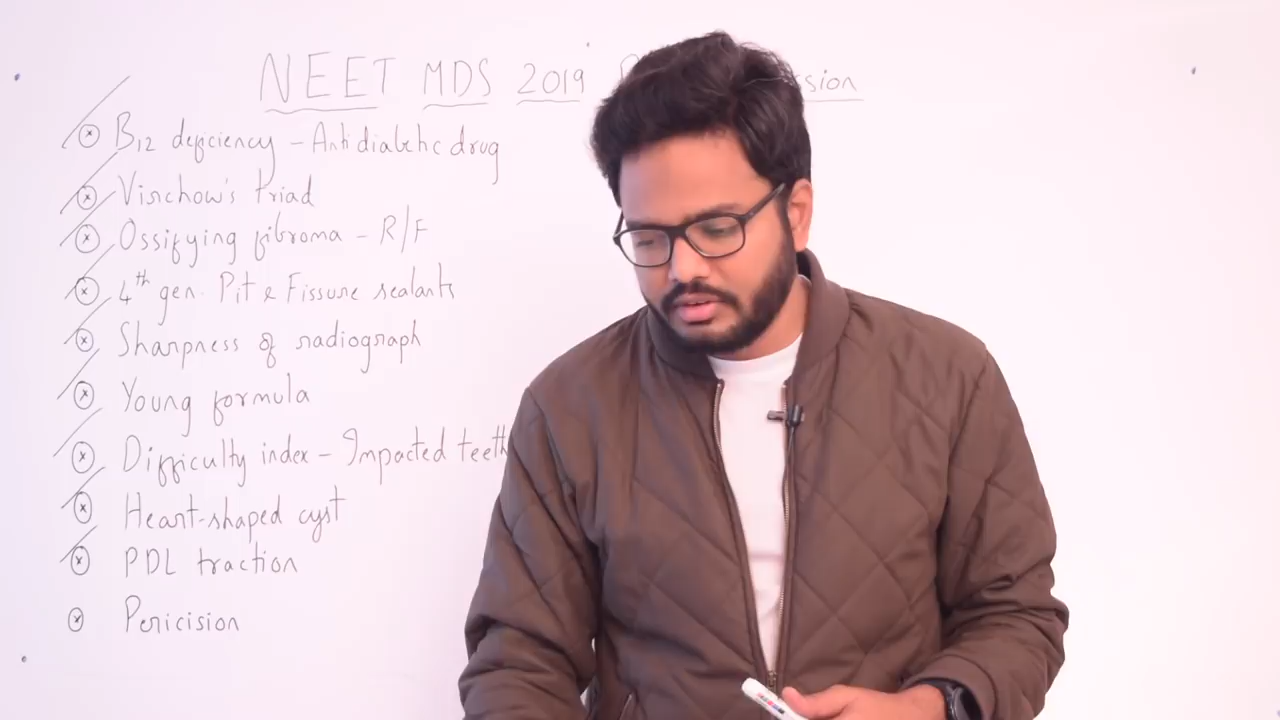 NEET MDS 2019
B12 deficiency - Antidiabetic drug
Virchow's triad
Ossifying fibroma - R/F
4th gen. Pit & Fissure sealants
Sharpness of radiograph
Young formula
Difficulty index - Impacted teeth
Heart-shaped cyst
PDL traction
Pericision